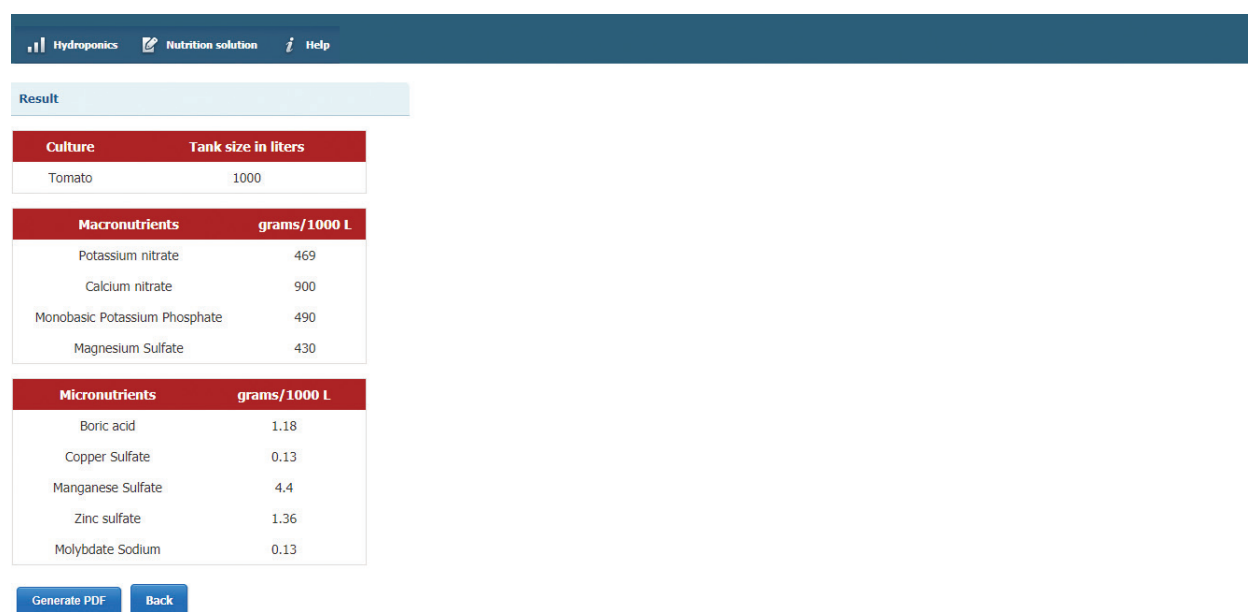 Hydroponics Nutrition solution Help
Result
Culture Tank size in liters
Tomato 1000
Macronutrients grams/1000 L
Potassium nitrate 469
Calcium nitrate 900
Monobasic Potassium Phosphate 490
Magnesium Sulfate 430
Micronutrients grams/1000 L
Boric acid 1.18
Copper Sulfate 0.13
Manganese Sulfate 4.4
Zinc sulfate 1.36
Molybdate Sodium 0.13
Generate PDF Back